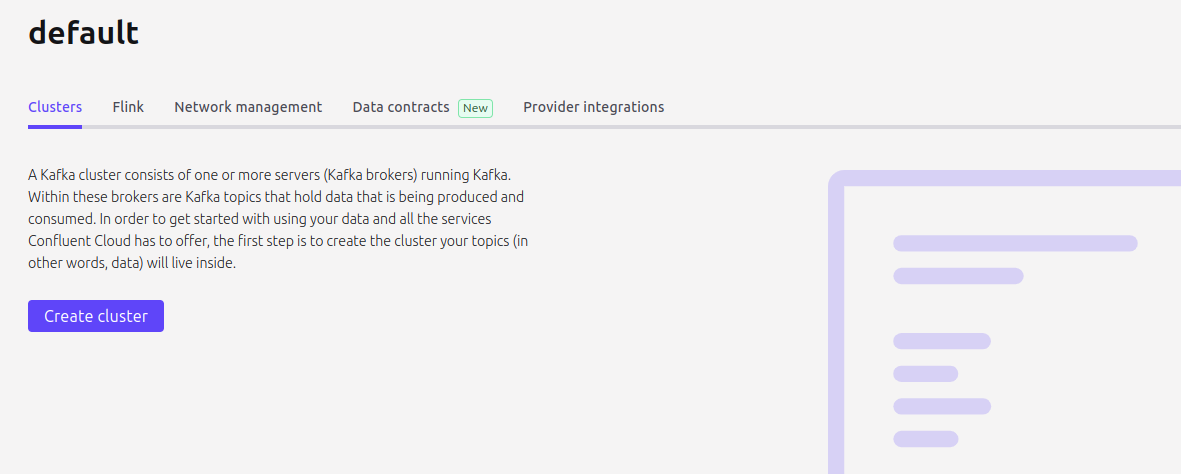 default
Clusters Flink Network management Data contracts New Provider integrations
A Kafka cluster consists of one or more servers (Kafka brokers) running Kafka.
Within these brokers are Kafka topics that hold data that is being produced and
consumed. In order to get started with using your data and all the services
Confluent Cloud has to offer, the first step is to create the cluster your topics (in
other words, data) will live inside.
Create cluster